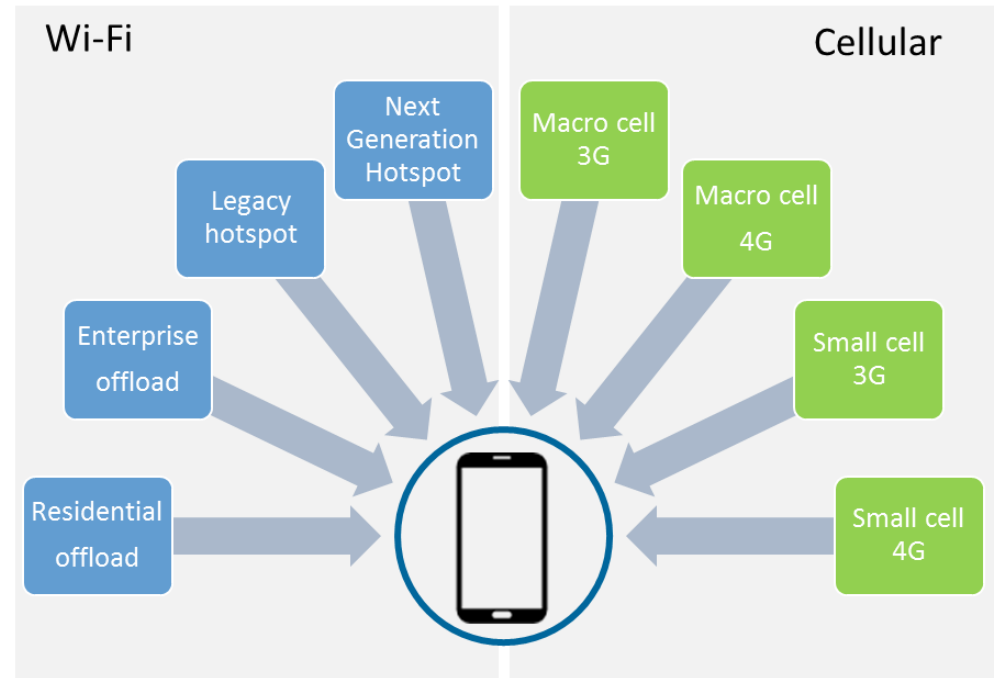 Wi-Fi
Cellular
Next
Generation
Hotspot
Macro cell
3G
Legacy
hotspot
Macro cell
4G
Enterprise
offload
Small cell
3G
Residential
offload
Small cell
4G